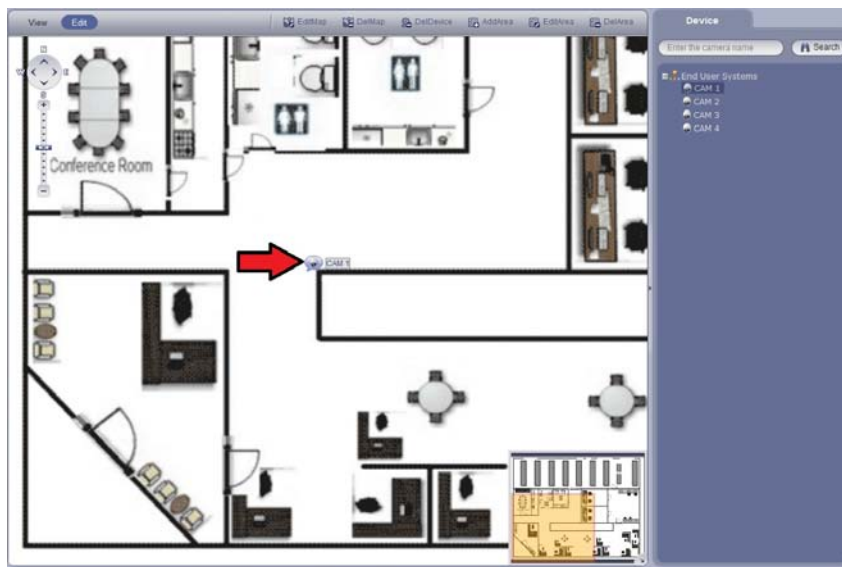 View Edit EditMap DelMap DelDevice AddArea EditArea DelArea Device
Enter the camera name Search
End User Systems
CAM 1
CAM 2
CAM 3
CAM 4
Conference Room
CAM 1